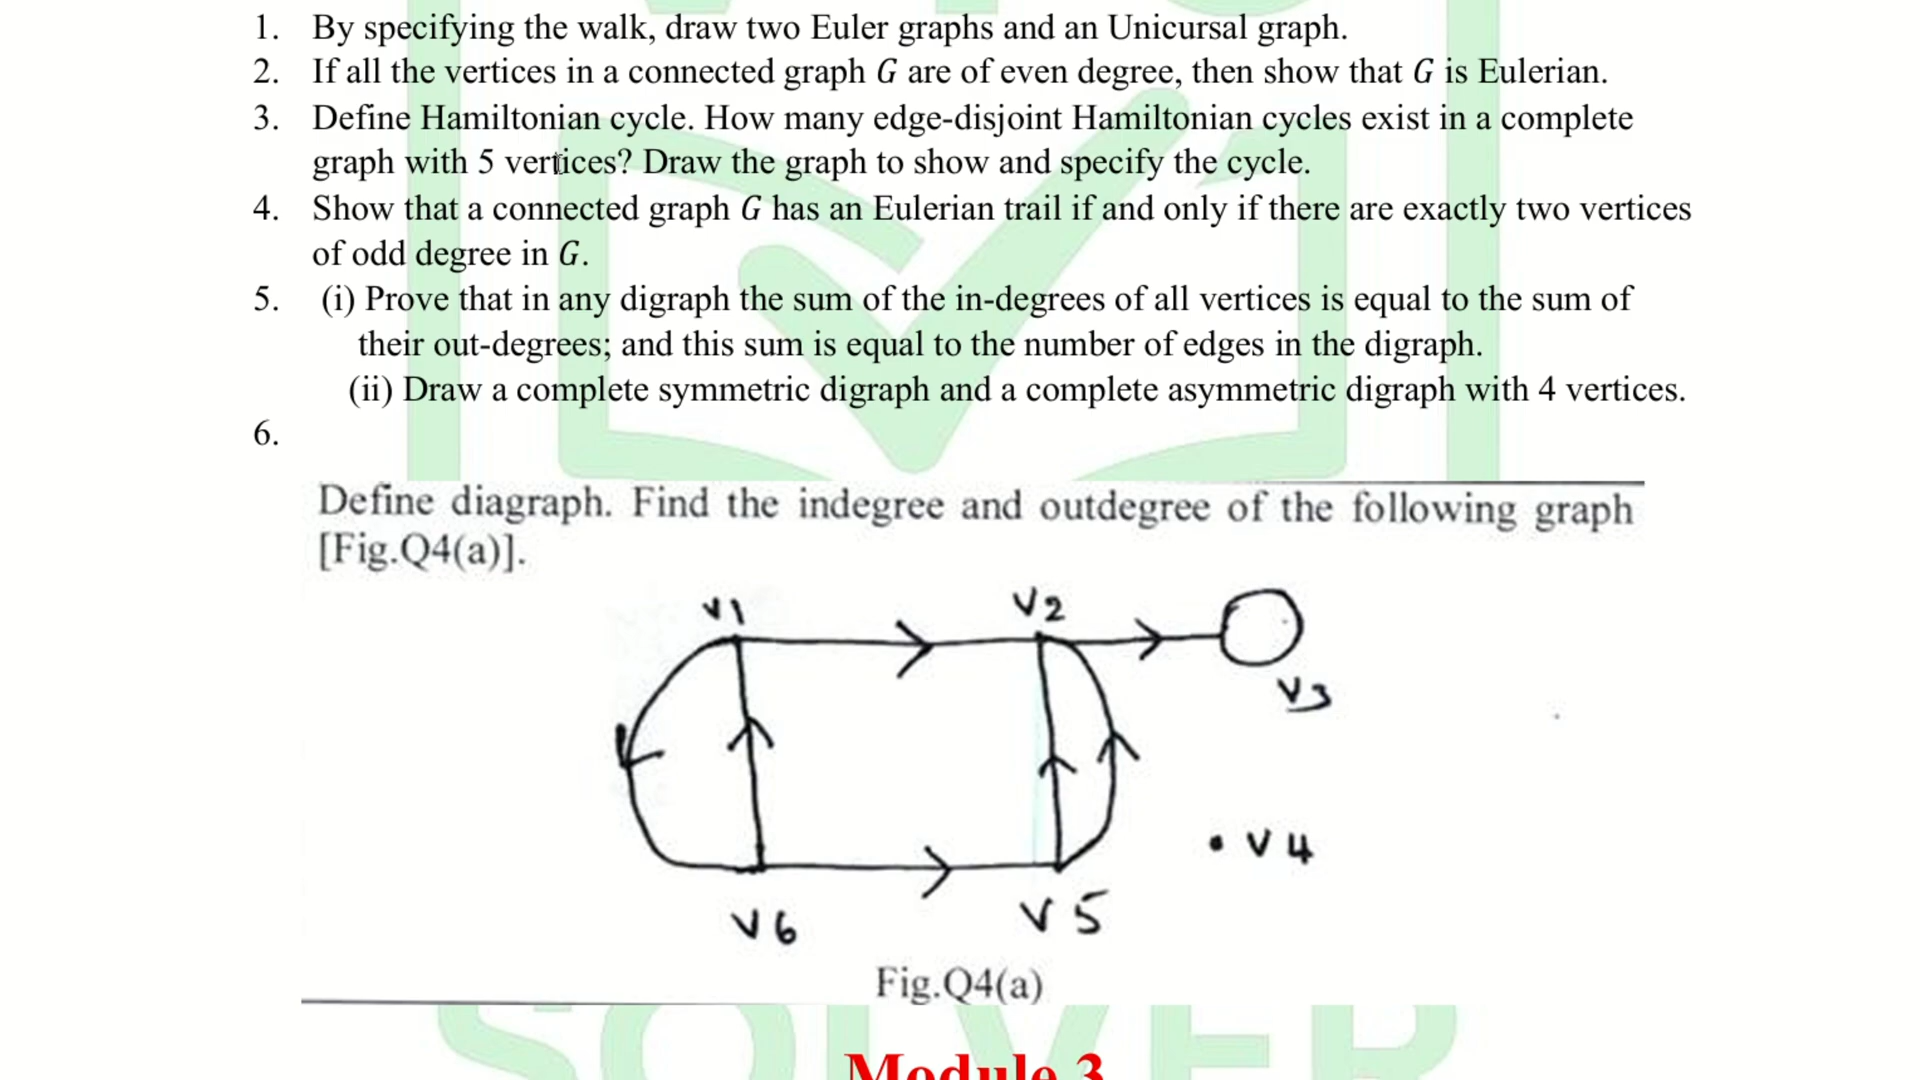 1. By specifying the walk, draw two Euler graphs and an Unicursal graph.
2. If all the vertices in a connected graph G are of even degree, then show that G is Eulerian.
3. Define Hamiltonian cycle. How many edge-disjoint Hamiltonian cycles exist in a complete
graph with 5 vertices? Draw the graph to show and specify the cycle.
4. Show that a connected graph G has an Eulerian trail if and only if there are exactly two vertices
of odd degree in G.
5. (i) Prove that in any digraph the sum of the in-degrees of all vertices is equal to the sum of
their out-degrees; and this sum is equal to the number of edges in the digraph.
(ii) Draw a complete symmetric digraph and a complete asymmetric digraph with 4 vertices.
6.
Define diagraph. Find the indegree and outdegree of the following graph
[Fig.Q4(a)].
v1 v2
v3
v4
v6 v5
Fig.Q4(a)
SOLVER
Module 3